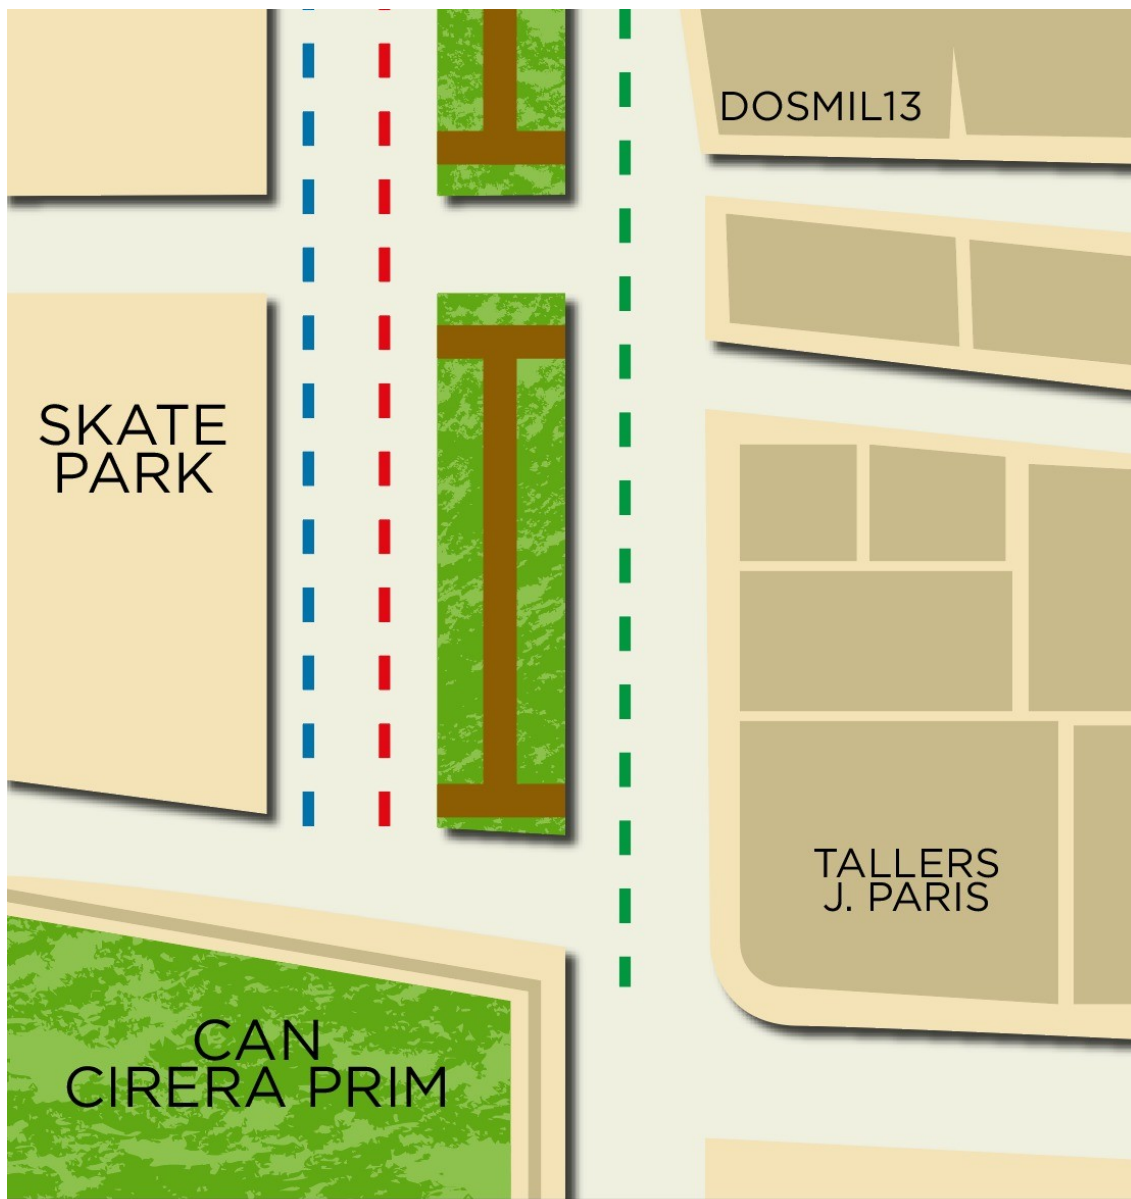 DOSMIL13
SKATE
PARK
TALLERS
J. PARIS
CAN
CIRERA PRIM